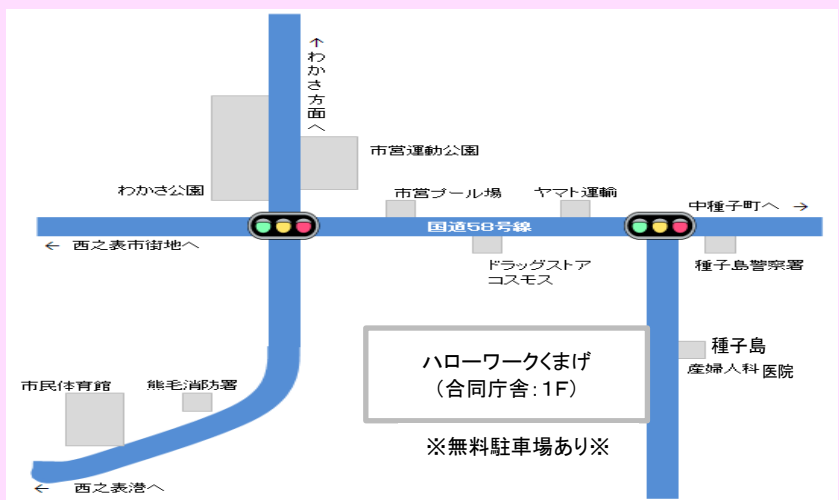 ↑わかさ方面へ
市営運動公園
わかさ公園
市営プール場
ヤマト運輸
中種子町へ →
国道58号線
← 西之表市街地へ
ドラッグストア
コスモス
種子島警察署
ハローワークくまげ
(合同庁舎:1F)
種子島
産婦人科医院
市民体育館
熊毛消防署
※無料駐車場あり※
← 西之表港へ